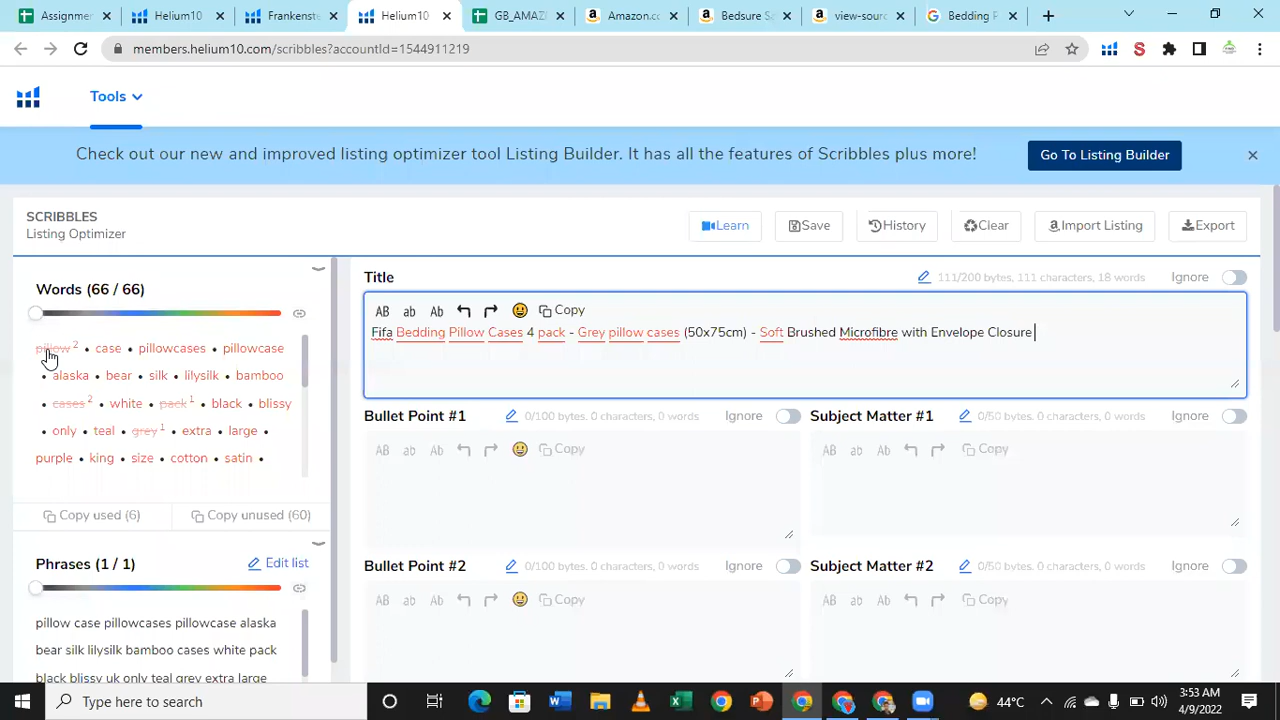 Assignm
Helium10
Frankenste
Helium10
GB_AMAZ
Amazon.co
Bedsure S
view-sourc
Bedding P
members.helium10.com/scribbles?accountId=1544911219
Tools
Check out our new and improved listing optimizer tool Listing Builder. It has all the features of Scribbles plus more!
Go To Listing Builder
SCRIBBLES
Listing Optimizer
Learn
Save
History
Clear
Import Listing
Export
Words (66 / 66)
pillow 2 • case • pillowcases • pillowcase
• alaska • bear • silk • lilysilk • bamboo
• cases 2 • white • pack 1 • black • blissy
• only • teal • grey 1 • extra • large •
purple • king • size • cotton • satin •
Copy used (6)
Copy unused (60)
Phrases (1 / 1)
Edit list
pillow case pillowcases pillowcase alaska
bear silk lilysilk bamboo cases white pack
black blissy uk only teal grey extra large
Title
111/200 bytes, 111 characters, 18 words
Ignore
AB ab Ab Copy
Fifa Bedding Pillow Cases 4 pack - Grey pillow cases (50x75cm) - Soft Brushed Microfibre with Envelope Closure
Bullet Point #1
0/100 bytes, 0 characters, 0 words
Ignore
Subject Matter #1
0/50 bytes, 0 characters, 0 words
Ignore
AB ab Ab Copy
AB ab Ab Copy
Bullet Point #2
0/100 bytes, 0 characters, 0 words
Ignore
Subject Matter #2
0/50 bytes, 0 characters, 0 words
Ignore
AB ab Ab Copy
AB ab Ab Copy
Type here to search
44°C
3:53 AM
4/9/2022